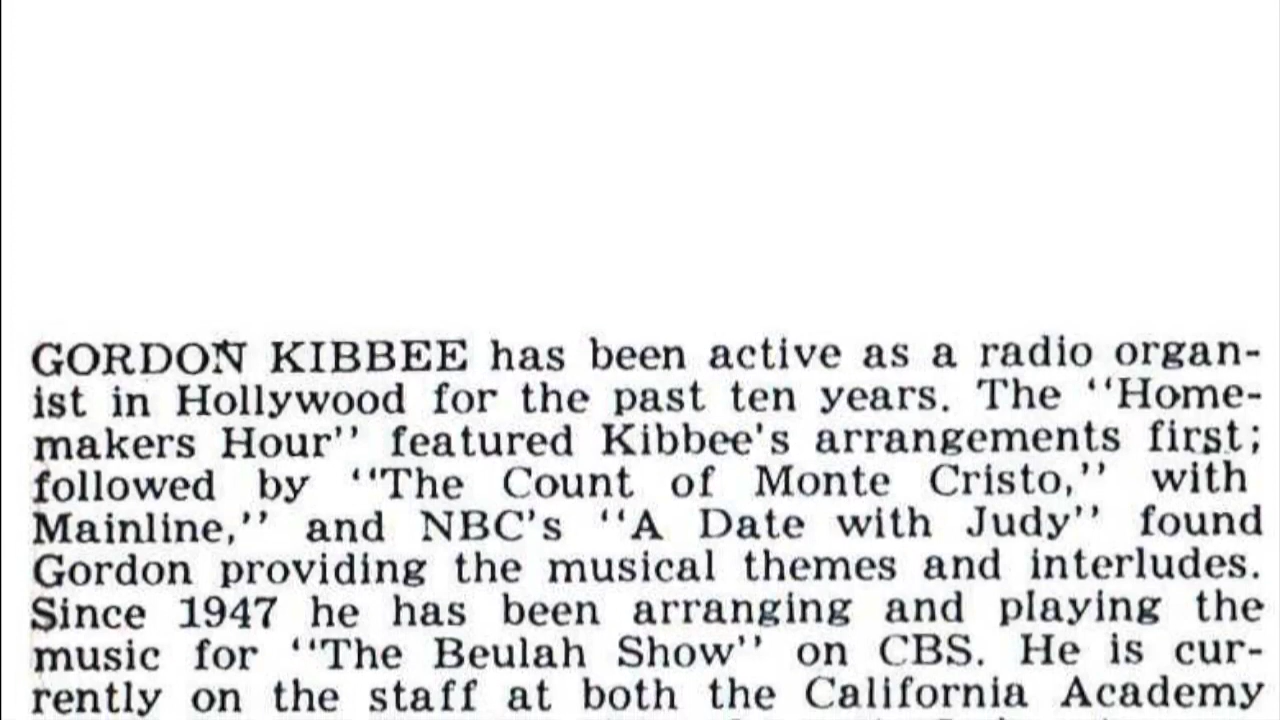 GORDON KIBBEE has been active as a radio organ-
ist in Hollywood for the past ten years. The "Home-
makers Hour" featured Kibbee's arrangements first;
followed by "The Count of Monte Cristo," with
Mainline," and NBC's "A Date with Judy" found
Gordon providing the musical themes and interludes.
Since 1947 he has been arranging and playing the
music for "The Beulah Show" on CBS. He is cur-
rently on the staff at both the California Academy